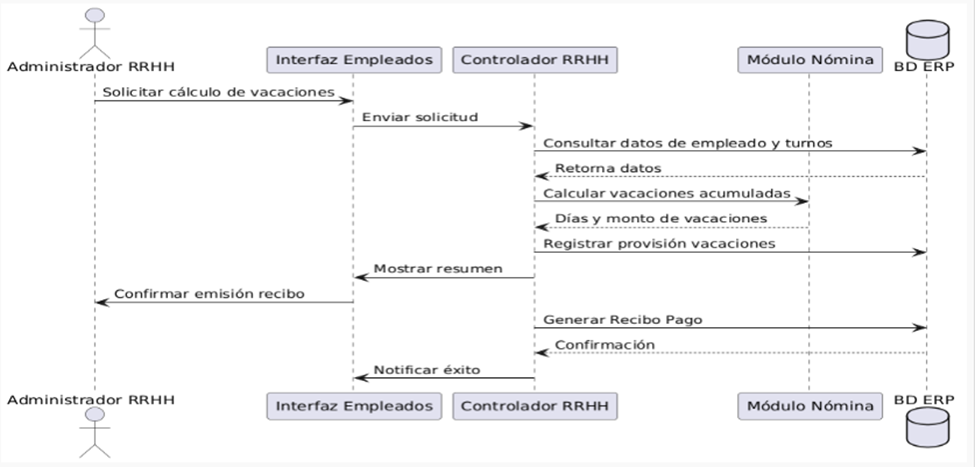 Administrador RRHH
Interfaz Empleados
Controlador RRHH
Módulo Nómina
BD ERP
Solicitar cálculo de vacaciones
Enviar solicitud
Consultar datos de empleado y turnos
Retorna datos
Calcular vacaciones acumuladas
Días y monto de vacaciones
Registrar provisión vacaciones
Mostrar resumen
Confirmar emisión recibo
Generar Recibo Pago
Confirmación
Notificar éxito
Administrador RRHH
Interfaz Empleados
Controlador RRHH
Módulo Nómina
BD ERP